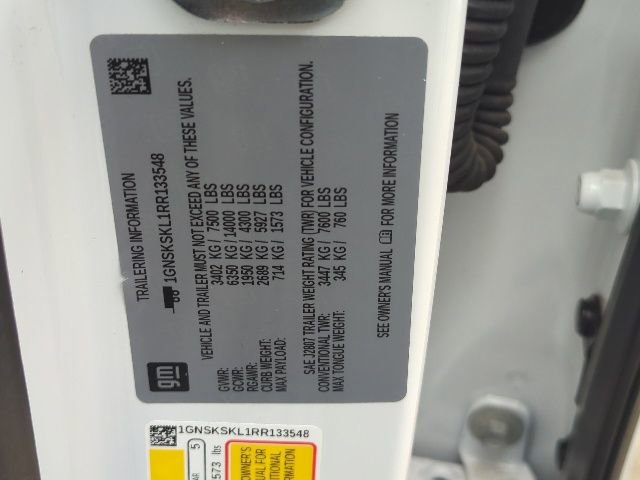 TRAILERING INFORMATION
1GNSKSKL1RR133548
VEHICLE AND TRAILER MUST NOT EXCEED ANY OF THESE VALUES.
GVWR: 3402 KG / 7500 LBS
GCWR: 6350 KG / 14000 LBS
RGAWR: 1950 KG / 4300 LBS
CURB WEIGHT: 2689 KG / 5927 LBS
MAX PAYLOAD: 714 KG / 1573 LBS
SAE J2807 TRAILER WEIGHT RATING (TWR) FOR VEHICLE CONFIGURATION.
CONVENTIONAL TWR: 3447 KG / 7600 LBS
MAX TONGUE WEIGHT: 345 KG / 760 LBS
SEE OWNER'S MANUAL FOR MORE INFORMATION
gm
1GNSKSKL1RR133548
5
573 lbs
OWNER'S